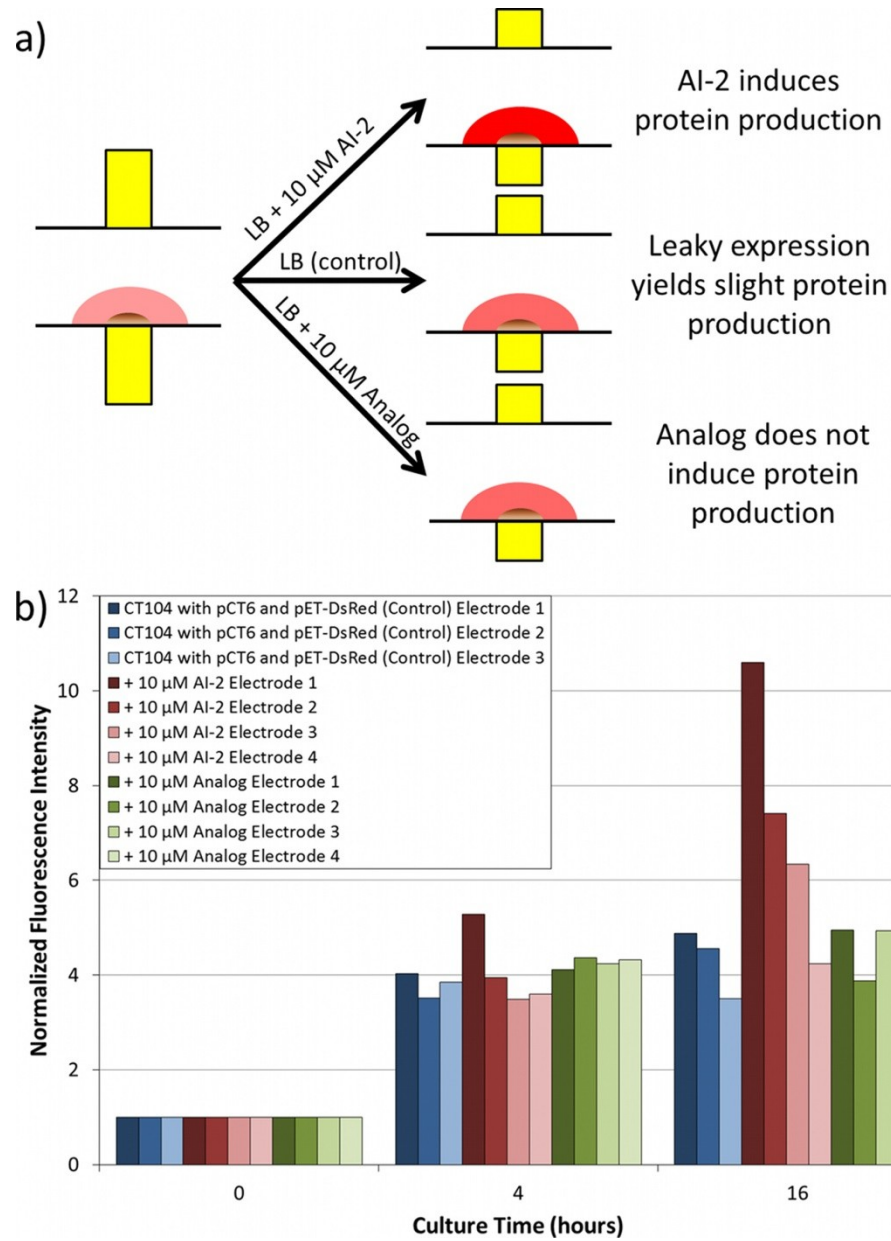 a)
LB + 10 µM AI-2
LB (control)
LB + 10 µM Analog
AI-2 induces
protein production
Leaky expression
yields slight protein
production
Analog does not
induce protein
production
b)
Normalized Fluorescence Intensity
12
10
8
6
4
2
0
CT104 with pCT6 and pET-DsRed (Control) Electrode 1
CT104 with pCT6 and pET-DsRed (Control) Electrode 2
CT104 with pCT6 and pET-DsRed (Control) Electrode 3
+ 10 µM AI-2 Electrode 1
+ 10 µM AI-2 Electrode 2
+ 10 µM AI-2 Electrode 3
+ 10 µM AI-2 Electrode 4
+ 10 µM Analog Electrode 1
+ 10 µM Analog Electrode 2
+ 10 µM Analog Electrode 3
+ 10 µM Analog Electrode 4
0
4
16
Culture Time (hours)